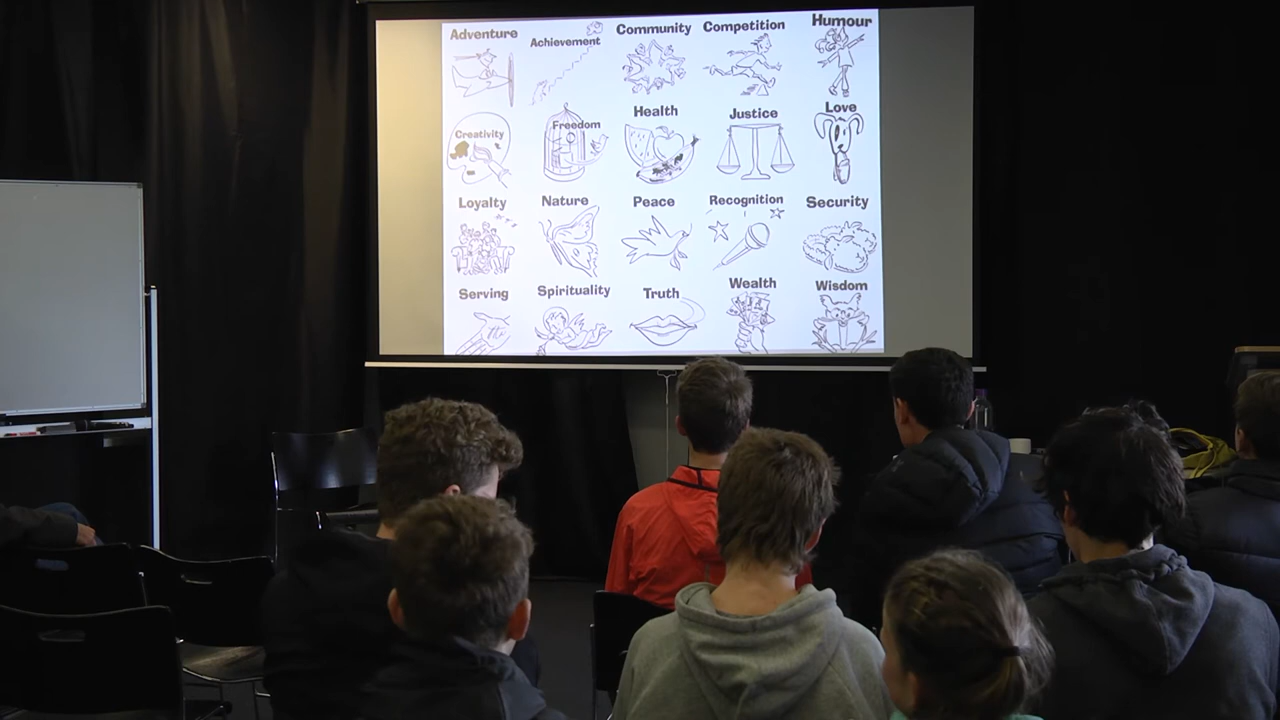 Adventure
Achievement
Community
Competition
Humour
Creativity
Freedom
Health
Justice
Love
Loyalty
Nature
Peace
Recognition
Security
Serving
Spirituality
Truth
Wealth
Wisdom